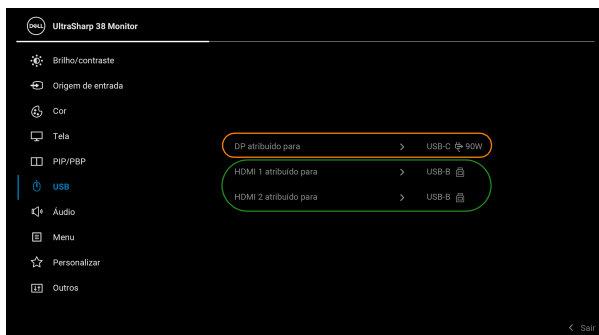 DELL UltraSharp 38 Monitor
Brilho/contraste
Origem de entrada
Cor
Tela
DP atribuído para > USB-C 90W
PIP/PBP
HDMI 1 atribuído para > USB-B
USB
HDMI 2 atribuído para > USB-B
Áudio
Menu
Personalizar
Outros
< Sair